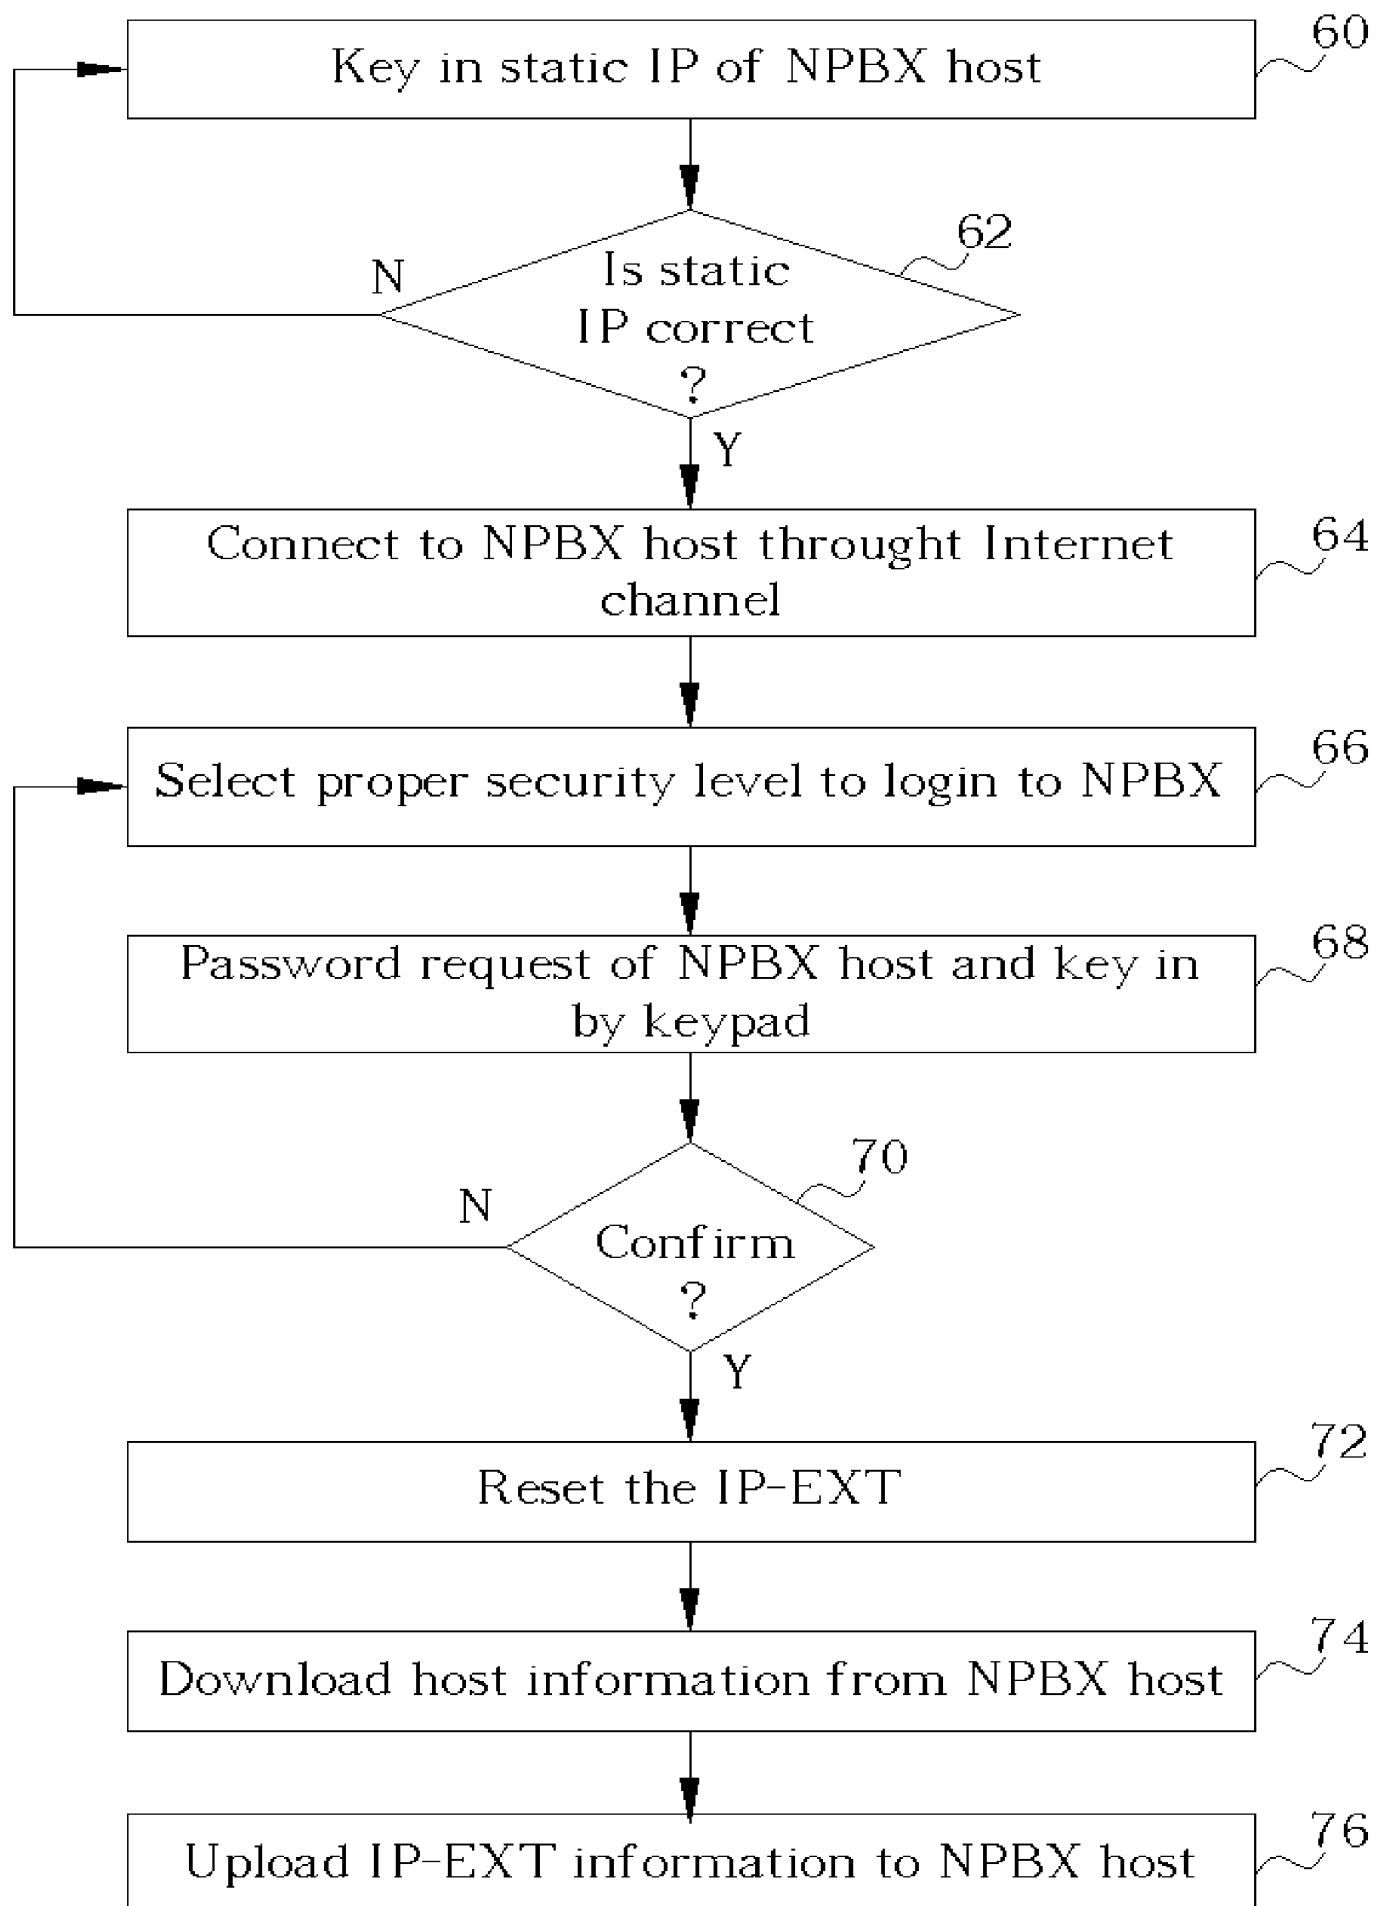 60
Key in static IP of NPBX host
62
N
Is static
IP correct
?
Y
64
Connect to NPBX host throught Internet
channel
66
Select proper security level to login to NPBX
68
Password request of NPBX host and key in
by keypad
70
N
Confirm
?
Y
72
Reset the IP-EXT
74
Download host information from NPBX host
76
Upload IP-EXT information to NPBX host